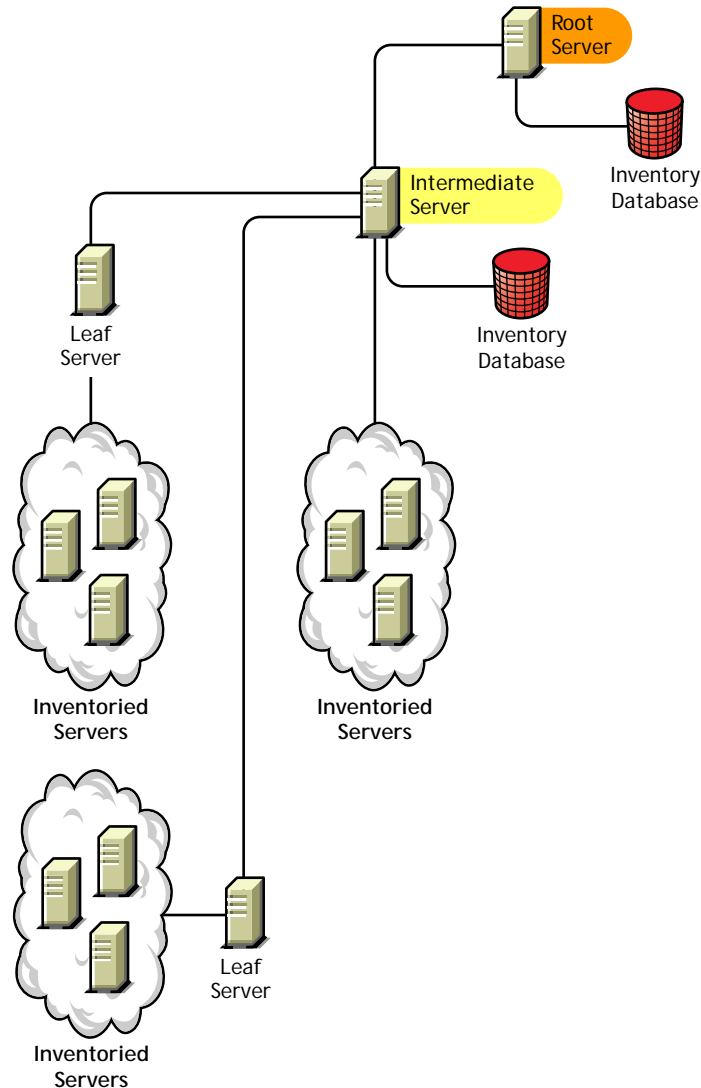 Root
Server
Inventory
Database
Intermediate
Server
Inventory
Database
Leaf
Server
Inventoried
Servers
Inventoried
Servers
Leaf
Server
Inventoried
Servers